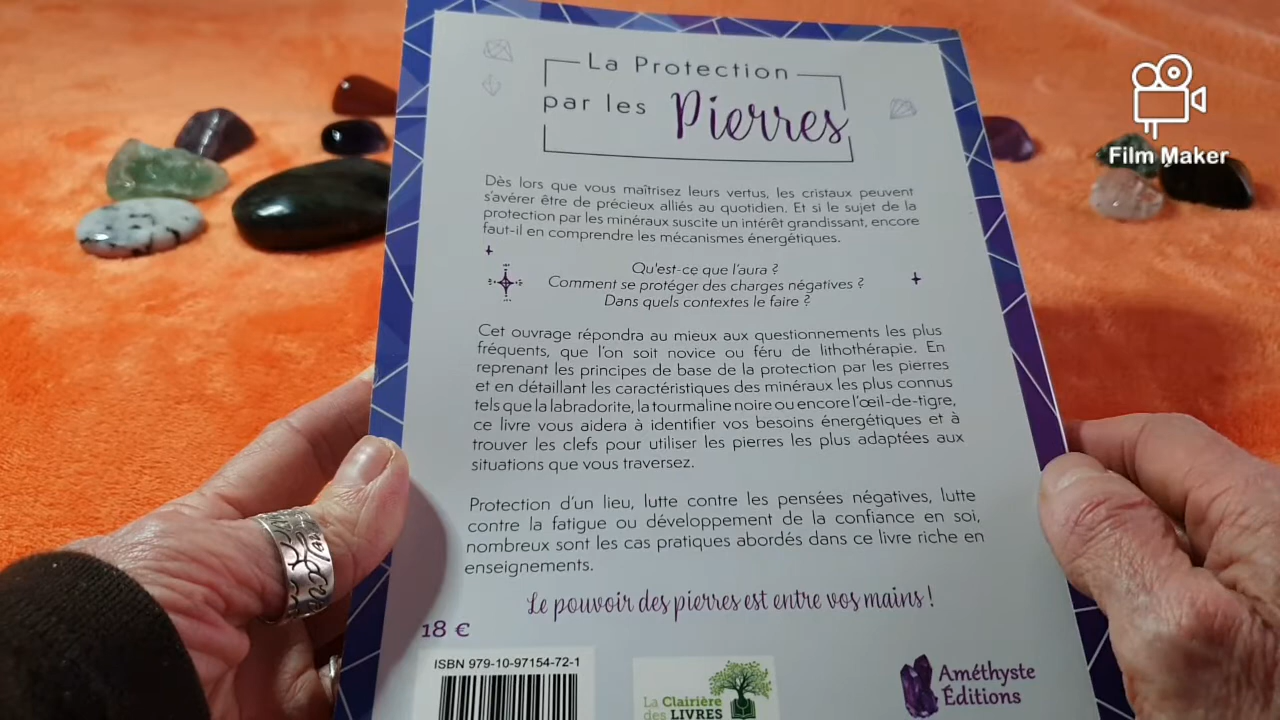 La Protection
par les Pierres
Film Maker
Dès lors que vous maîtrisez leurs vertus, les cristaux peuvent
s'avérer être de précieux alliés au quotidien. Et si le sujet de la
protection par les minéraux suscite un intérêt grandissant, encore
faut-il en comprendre les mécanismes énergétiques.
Qu'est-ce que l'aura ?
Comment se protéger des charges négatives ?
Dans quels contextes le faire ?
Cet ouvrage répondra au mieux aux questionnements les plus
fréquents, que l'on soit novice ou féru de lithothérapie. En
reprenant les principes de base de la protection par les pierres
et en détaillant les caractéristiques des minéraux les plus connus
tels que la labradorite, la tourmaline noire ou encore l'œil-de-tigre,
ce livre vous aidera à identifier vos besoins énergétiques et à
trouver les clefs pour utiliser les pierres les plus adaptées aux
situations que vous traversez.
Protection d'un lieu, lutte contre les pensées négatives, lutte
contre la fatigue ou développement de la confiance en soi,
nombreux sont les cas pratiques abordés dans ce livre riche en
enseignements.
Le pouvoir des pierres est entre vos mains !
18 €
ISBN 979-10-97154-72-1
La Clairière
des LIVRES
Améthyste
Éditions